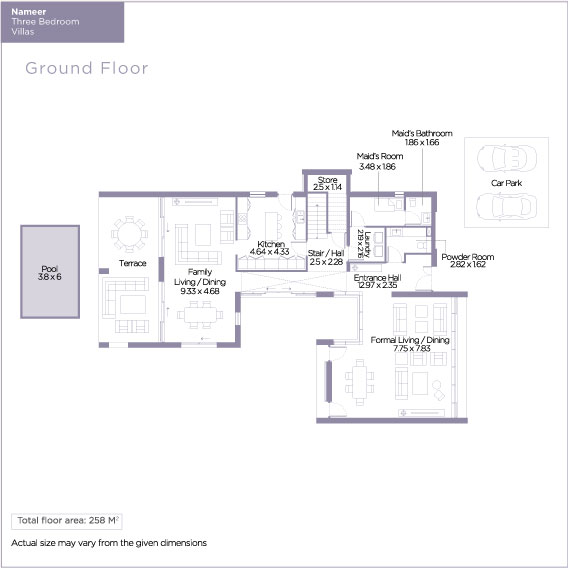 Nameer
Three Bedroom
Villas
Ground Floor
Maid's Bathroom
1.86 x 1.66
Maid's Room
3.48 x 1.86
Car Park
Store
2.5 x 1.14
Laundry
2.19 x 2.16
Kitchen
4.64 x 4.33
Stair / Hall
2.5 x 2.28
Powder Room
2.82 x 1.62
Terrace
Pool
3.8 x 6
Family
Living / Dining
9.33 x 4.68
Entrance Hall
12.97 x 2.35
Formal Living / Dining
7.75 x 7.83
Total floor area: 258 M²
Actual size may vary from the given dimensions